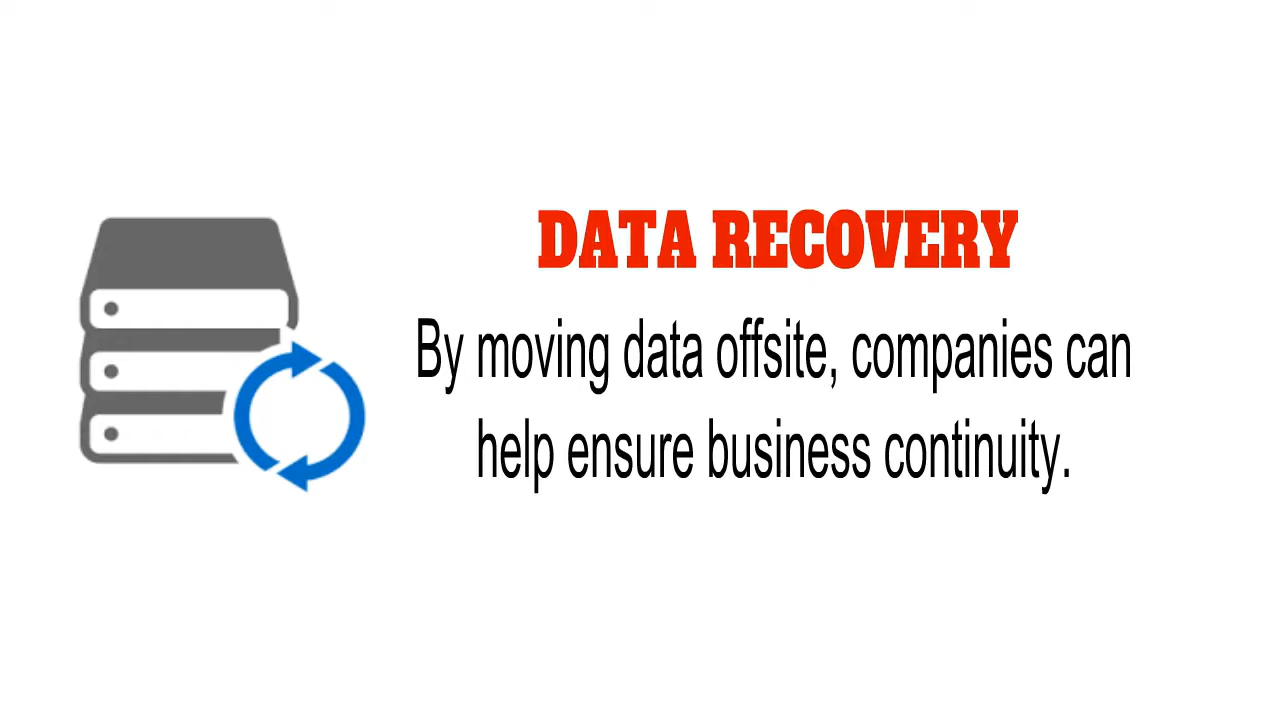 DATA RECOVERY
By moving data offsite, companies can
help ensure business continuity.